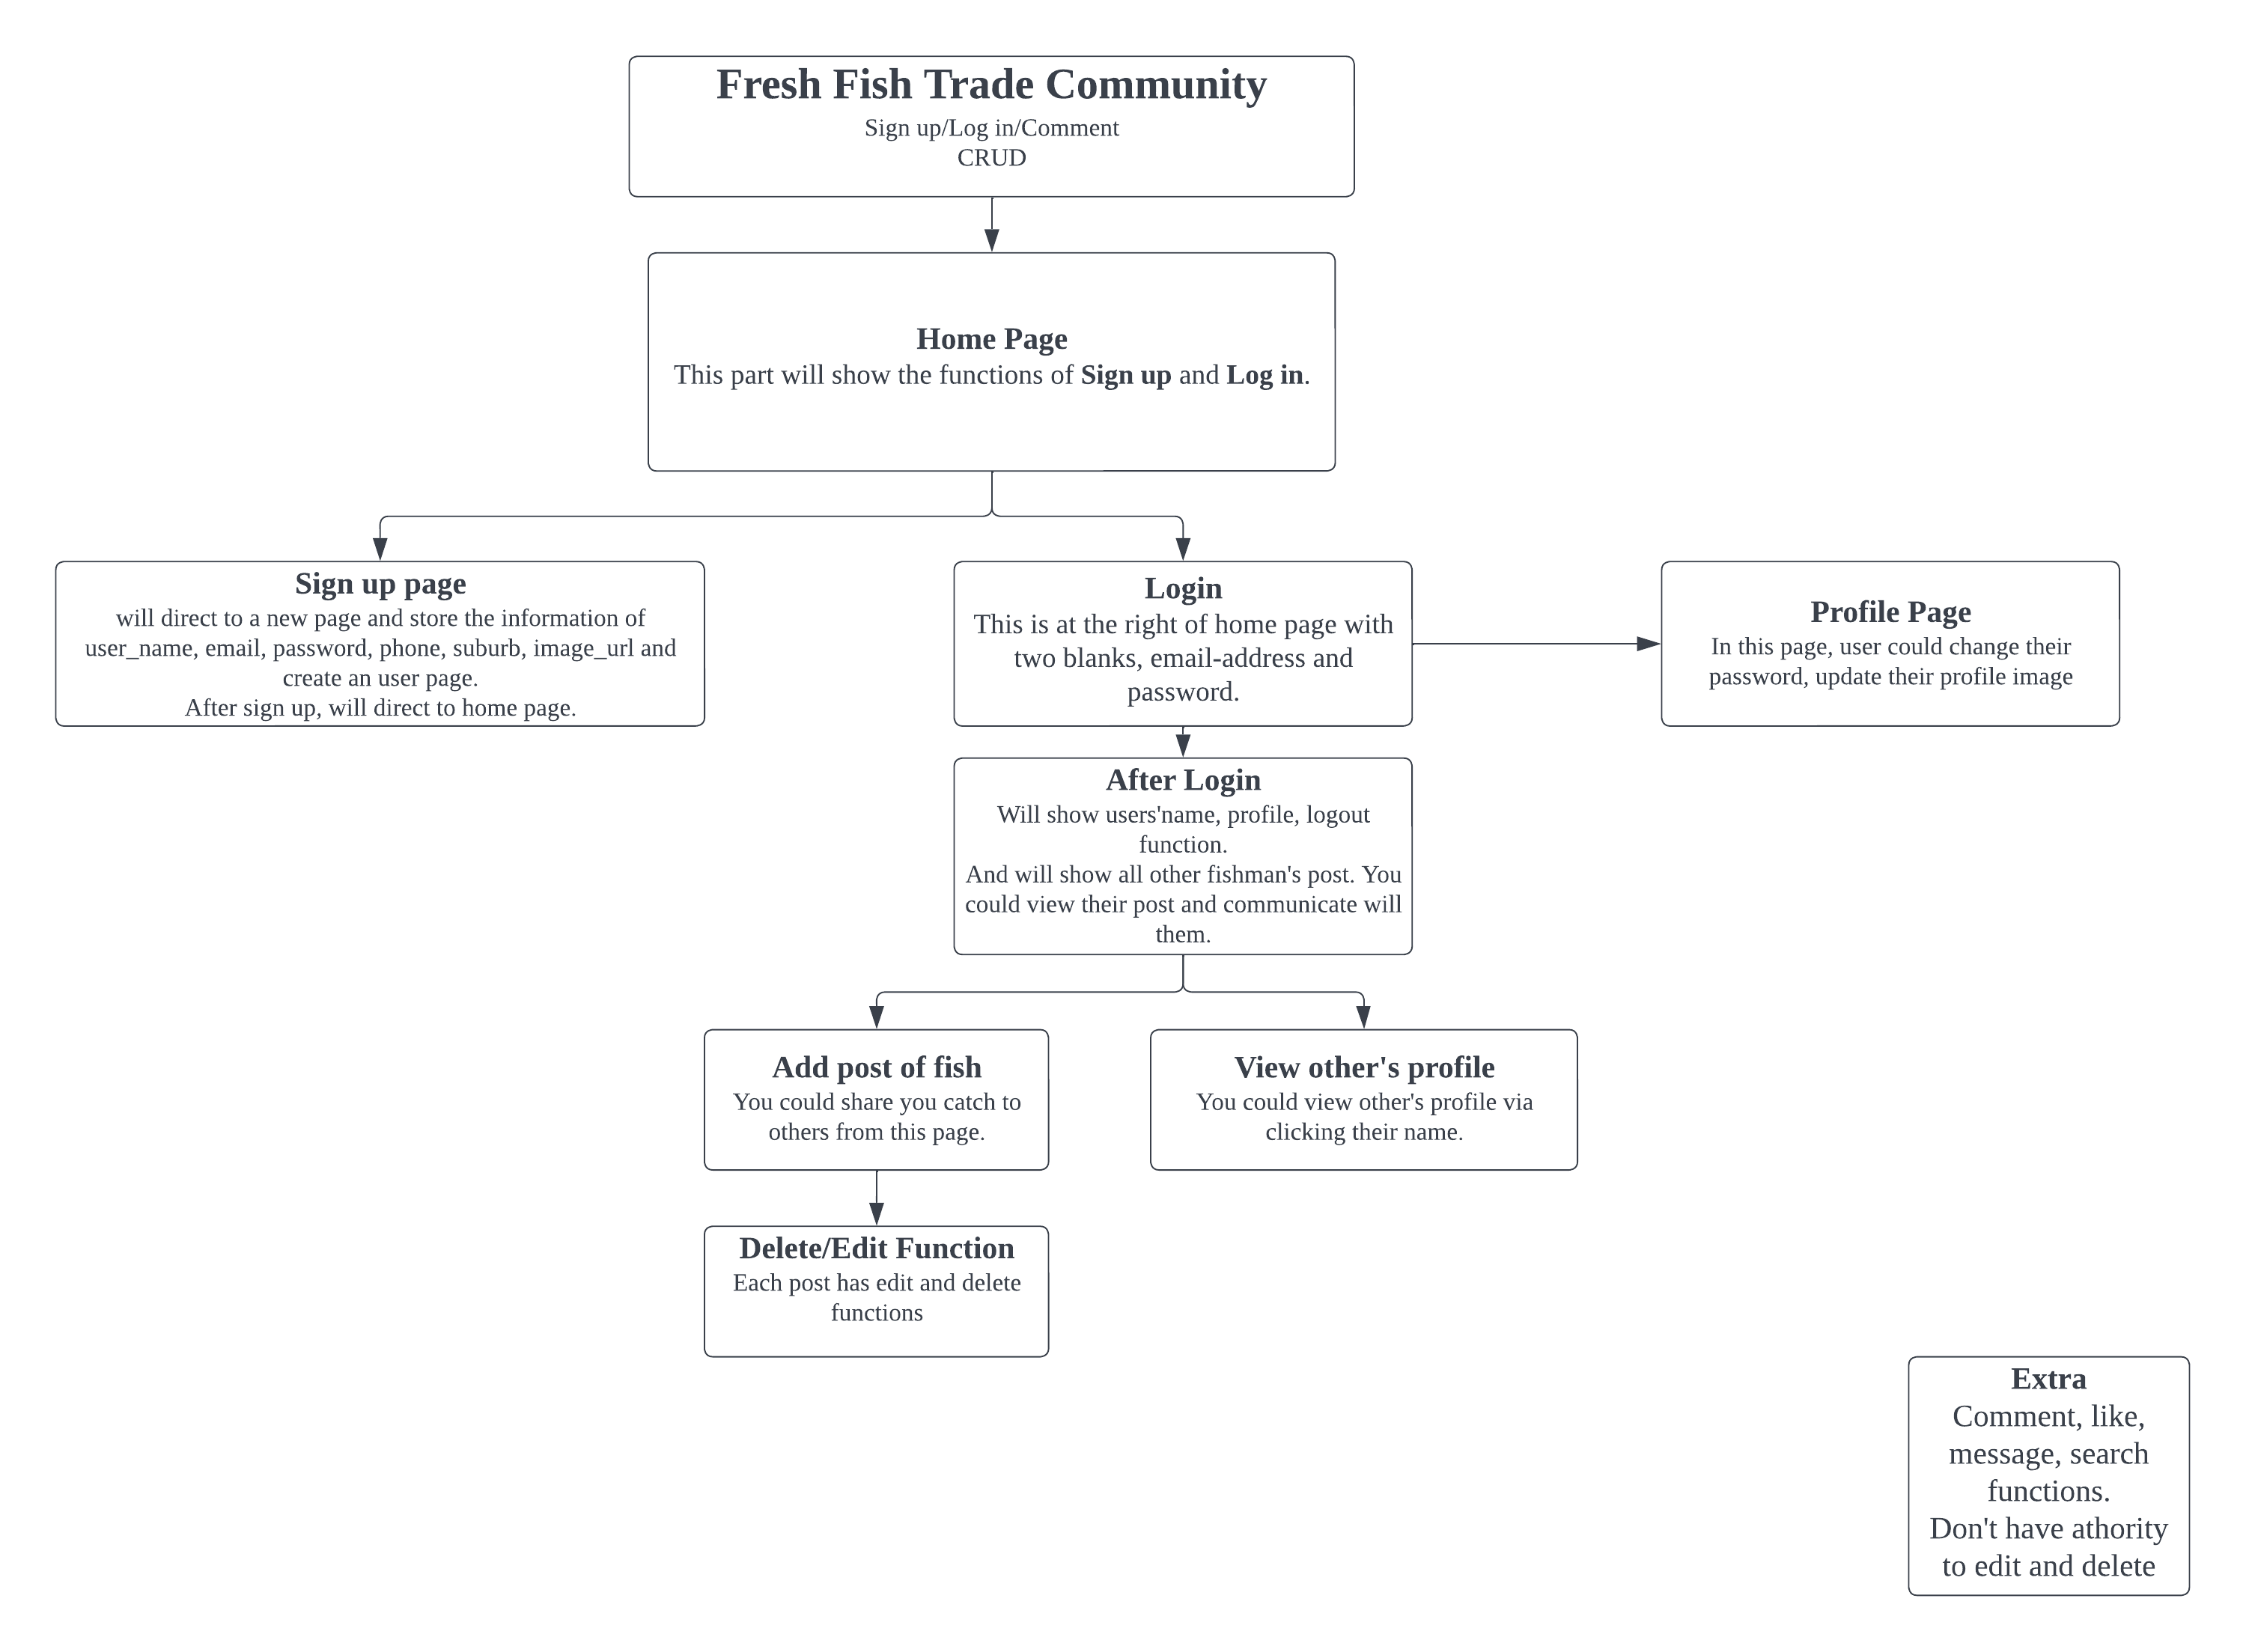 Fresh Fish Trade Community
Sign up/Log in/Comment
CRUD
Home Page
This part will show the functions of Sign up and Log in.
Sign up page
will direct to a new page and store the information of
user_name, email, password, phone, suburb, image_url and
create an user page.
After sign up, will direct to home page.
Login
This is at the right of home page with
two blanks, email-address and
password.
Profile Page
In this page, user could change their
password, update their profile image
After Login
Will show users'name, profile, logout
function.
And will show all other fishman's post. You
could view their post and communicate will
them.
Add post of fish
You could share you catch to
others from this page.
View other's profile
You could view other's profile via
clicking their name.
Delete/Edit Function
Each post has edit and delete
functions
Extra
Comment, like,
message, search
functions.
Don't have athority
to edit and delete